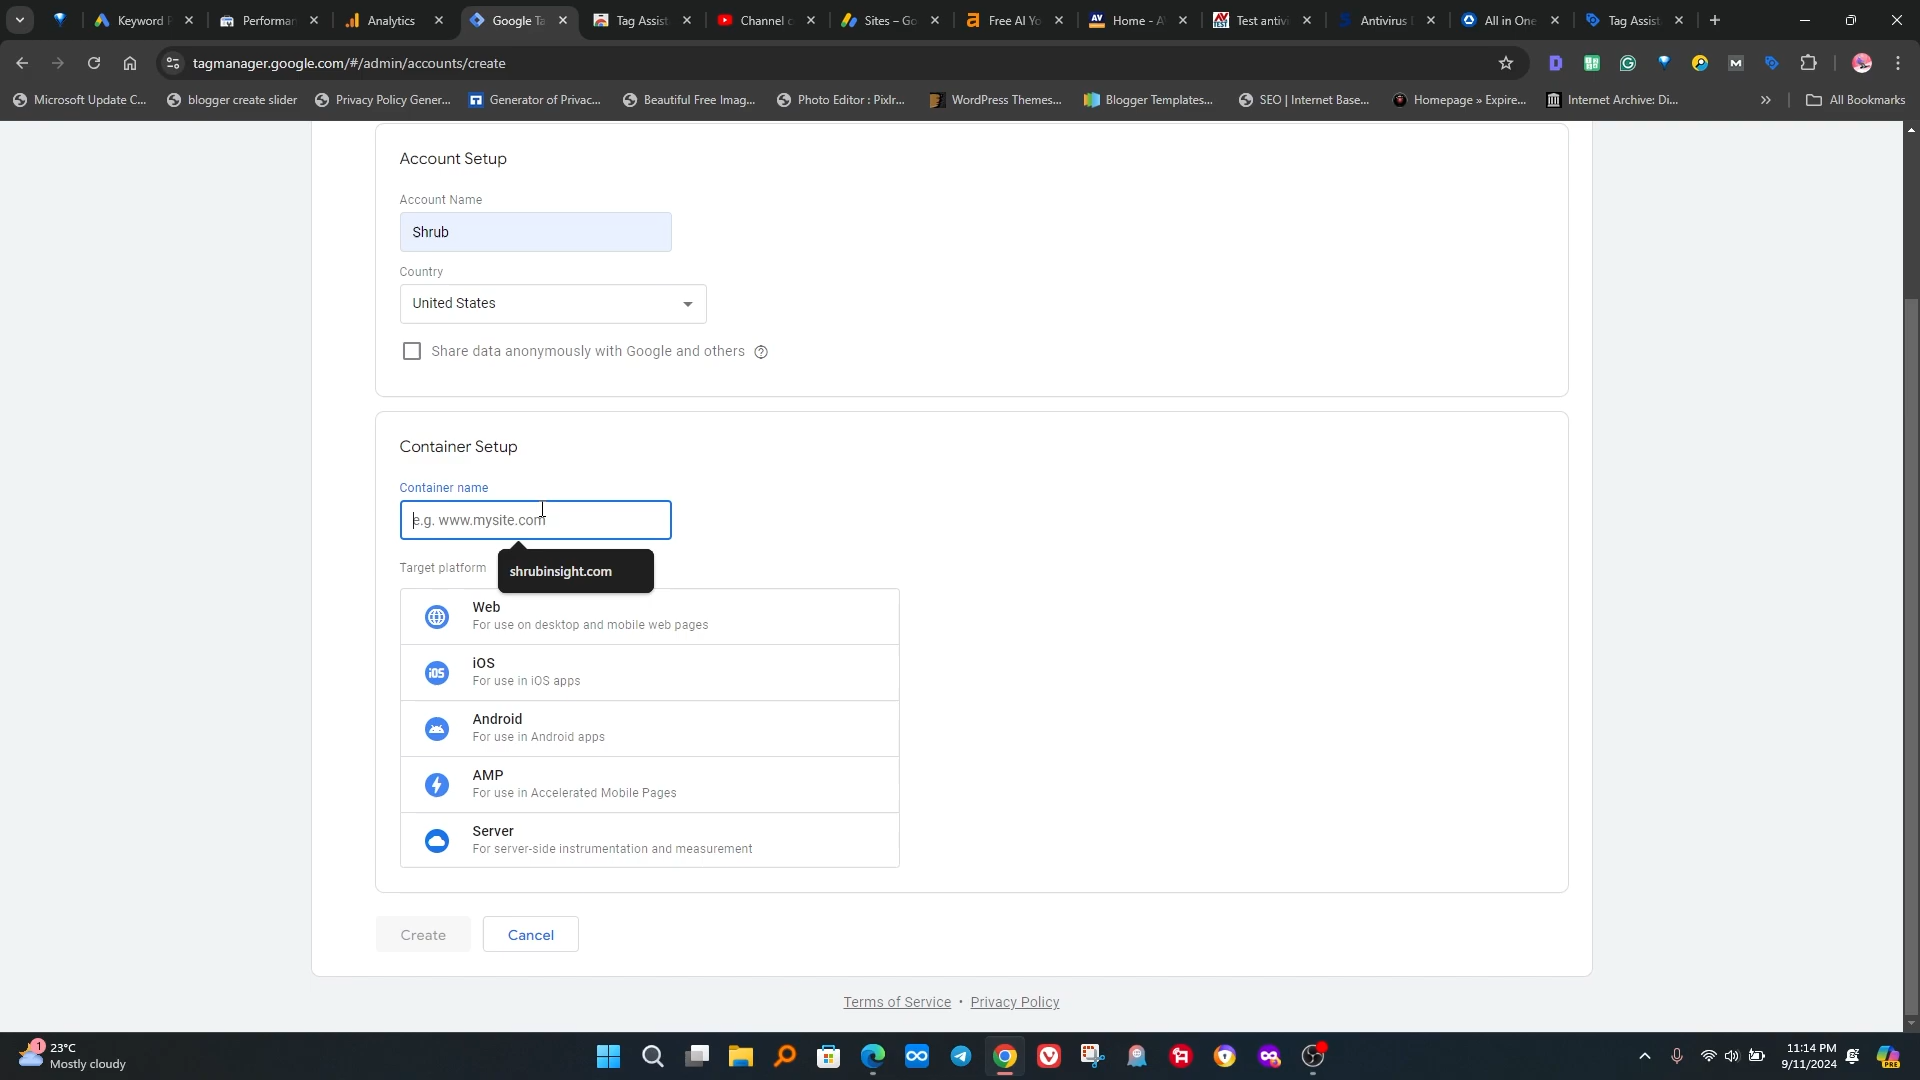 Keyword P
Performan
Analytics
Google Ta
Tag Assist
Channel c
Sites – Go
Free AI Yo
Home - A
Test antivi
Antivirus
All in One
Tag Assist
tagmanager.google.com/#/admin/accounts/create
Microsoft Update C...
blogger create slider
Privacy Policy Gener...
Generator of Privac...
Beautiful Free Imag...
Photo Editor : Pixlr...
WordPress Themes...
Blogger Templates...
SEO | Internet Base...
Homepage » Expire...
Internet Archive: Di...
All Bookmarks
Account Setup
Account Name
Shrub
Country
United States
Share data anonymously with Google and others
Container Setup
Container name
e.g. www.mysite.com
shrubinsight.com
Target platform
Web
For use on desktop and mobile web pages
iOS
iOS
For use in iOS apps
Android
For use in Android apps
AMP
For use in Accelerated Mobile Pages
Server
For server-side instrumentation and measurement
Create
Cancel
Terms of Service • Privacy Policy
1
23°C
Mostly cloudy
11:14 PM
9/11/2024